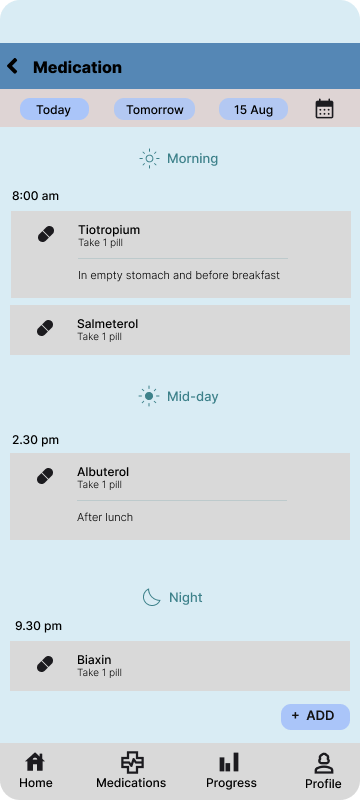 Medication
Today Tomorrow 15 Aug
Morning
8:00 am
Tiotropium
Take 1 pill
In empty stomach and before breakfast
Salmeterol
Take 1 pill
Mid-day
2.30 pm
Albuterol
Take 1 pill
After lunch
Night
9.30 pm
Biaxin
Take 1 pill
+ ADD
Home Medications Progress Profile